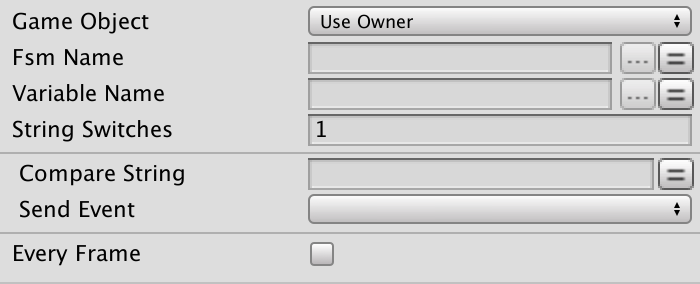 Game Object Use Owner
Fsm Name ... =
Variable Name ... =
String Switches 1
Compare String =
Send Event
Every Frame